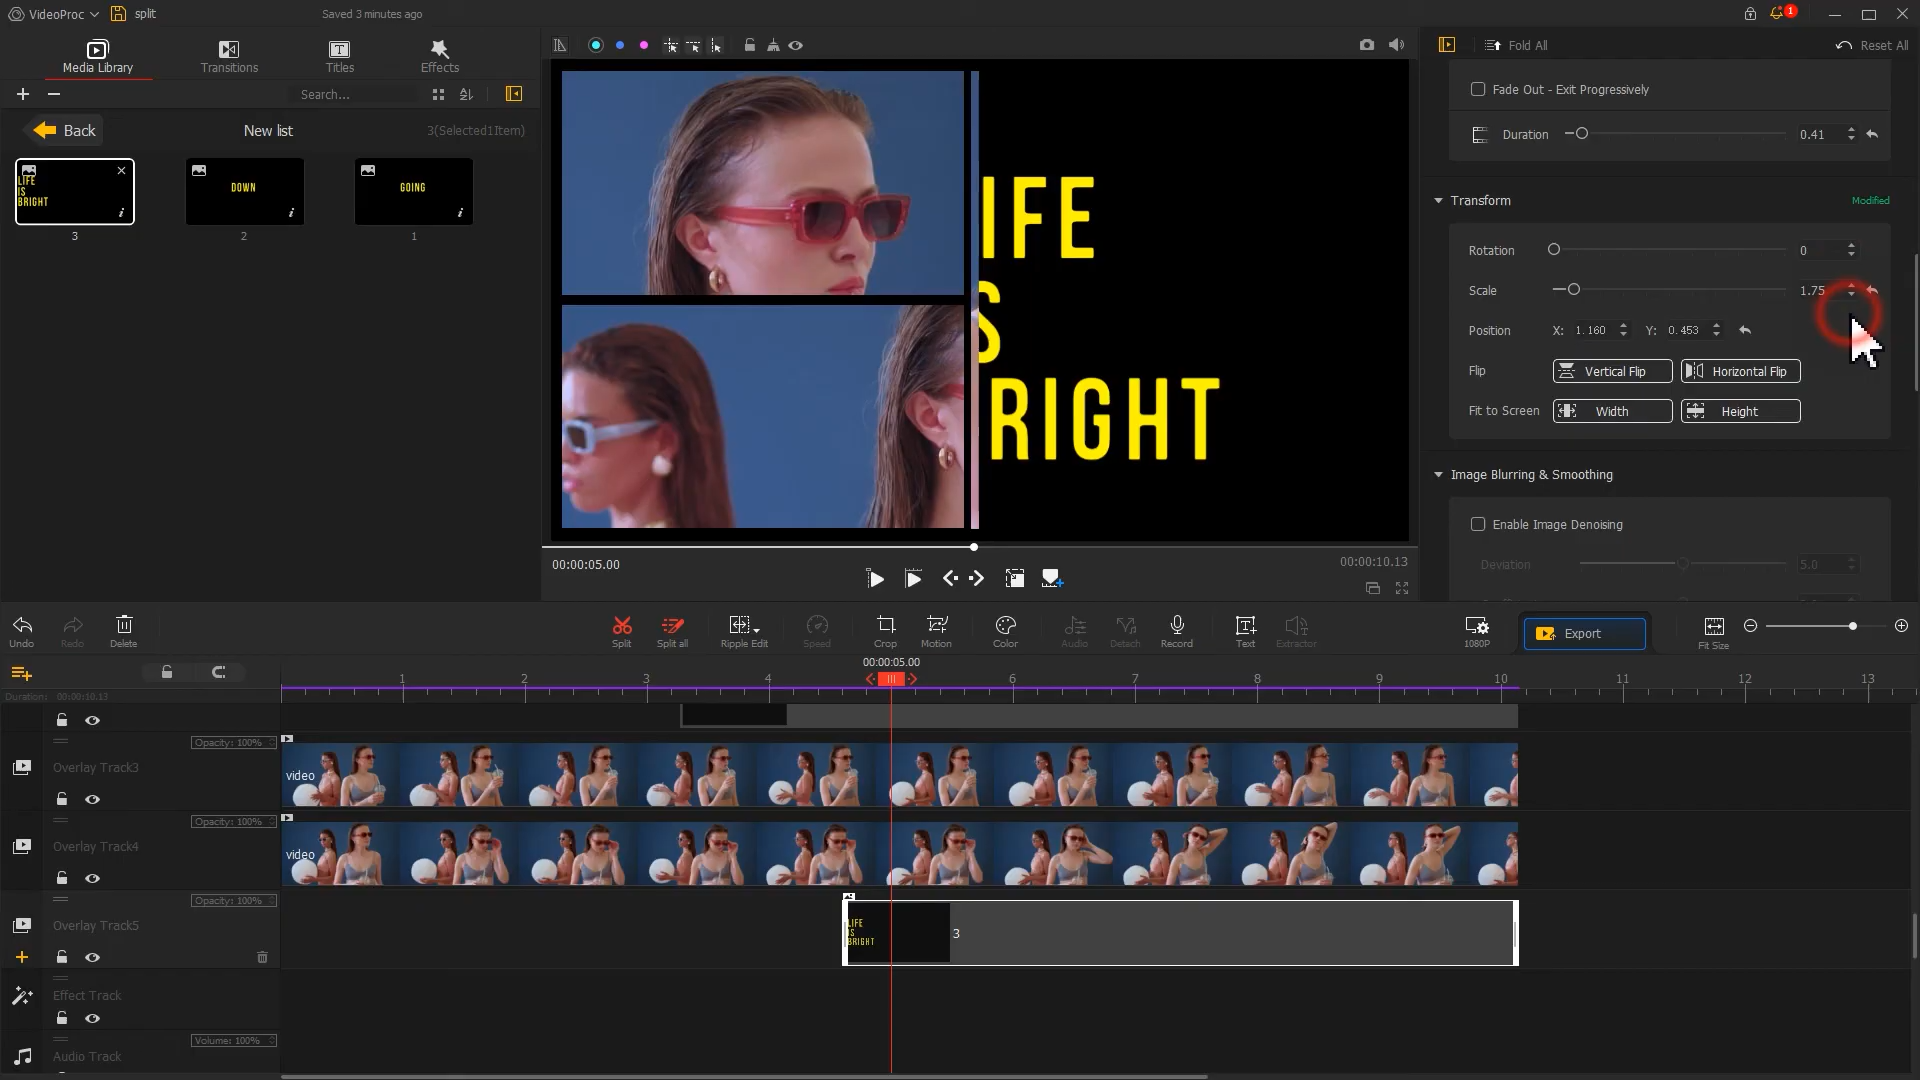 VideoProc
split
Saved 3 minutes ago
1
Media Library
Transitions
Titles
Effects
Search...
Back
New list
3(Selected1Item)
LIFE
IS
BRIGHT
DOWN
GOING
3
2
1
IFE
S
RIGHT
00:00:05.00
00:00:10.13
Fold All
Reset All
Fade Out - Exit Progressively
Duration
0.41
Transform
Modified
Rotation
0
Scale
1.75
Position
X: 1.160
Y: 0.453
Flip
Vertical Flip
Horizontal Flip
Fit to Screen
Width
Height
Image Blurring & Smoothing
Enable Image Denoising
Deviation
5.0
Undo
Redo
Delete
Split
Split all
Ripple Edit
Speed
Crop
Motion
Color
Audio
Detach
Record
Text
Extractor
1080P
Export
Fit Size
Duration: 00:00:10.13
00:00:05.00
1 2 3 4 6 7 8 9 10 11 12 13
Opacity: 100%
Overlay Track3
video
Opacity: 100%
Overlay Track4
video
Opacity: 100%
Overlay Track5
LIFE
IS
BRIGHT
3
Effect Track
Volume: 100%
Audio Track